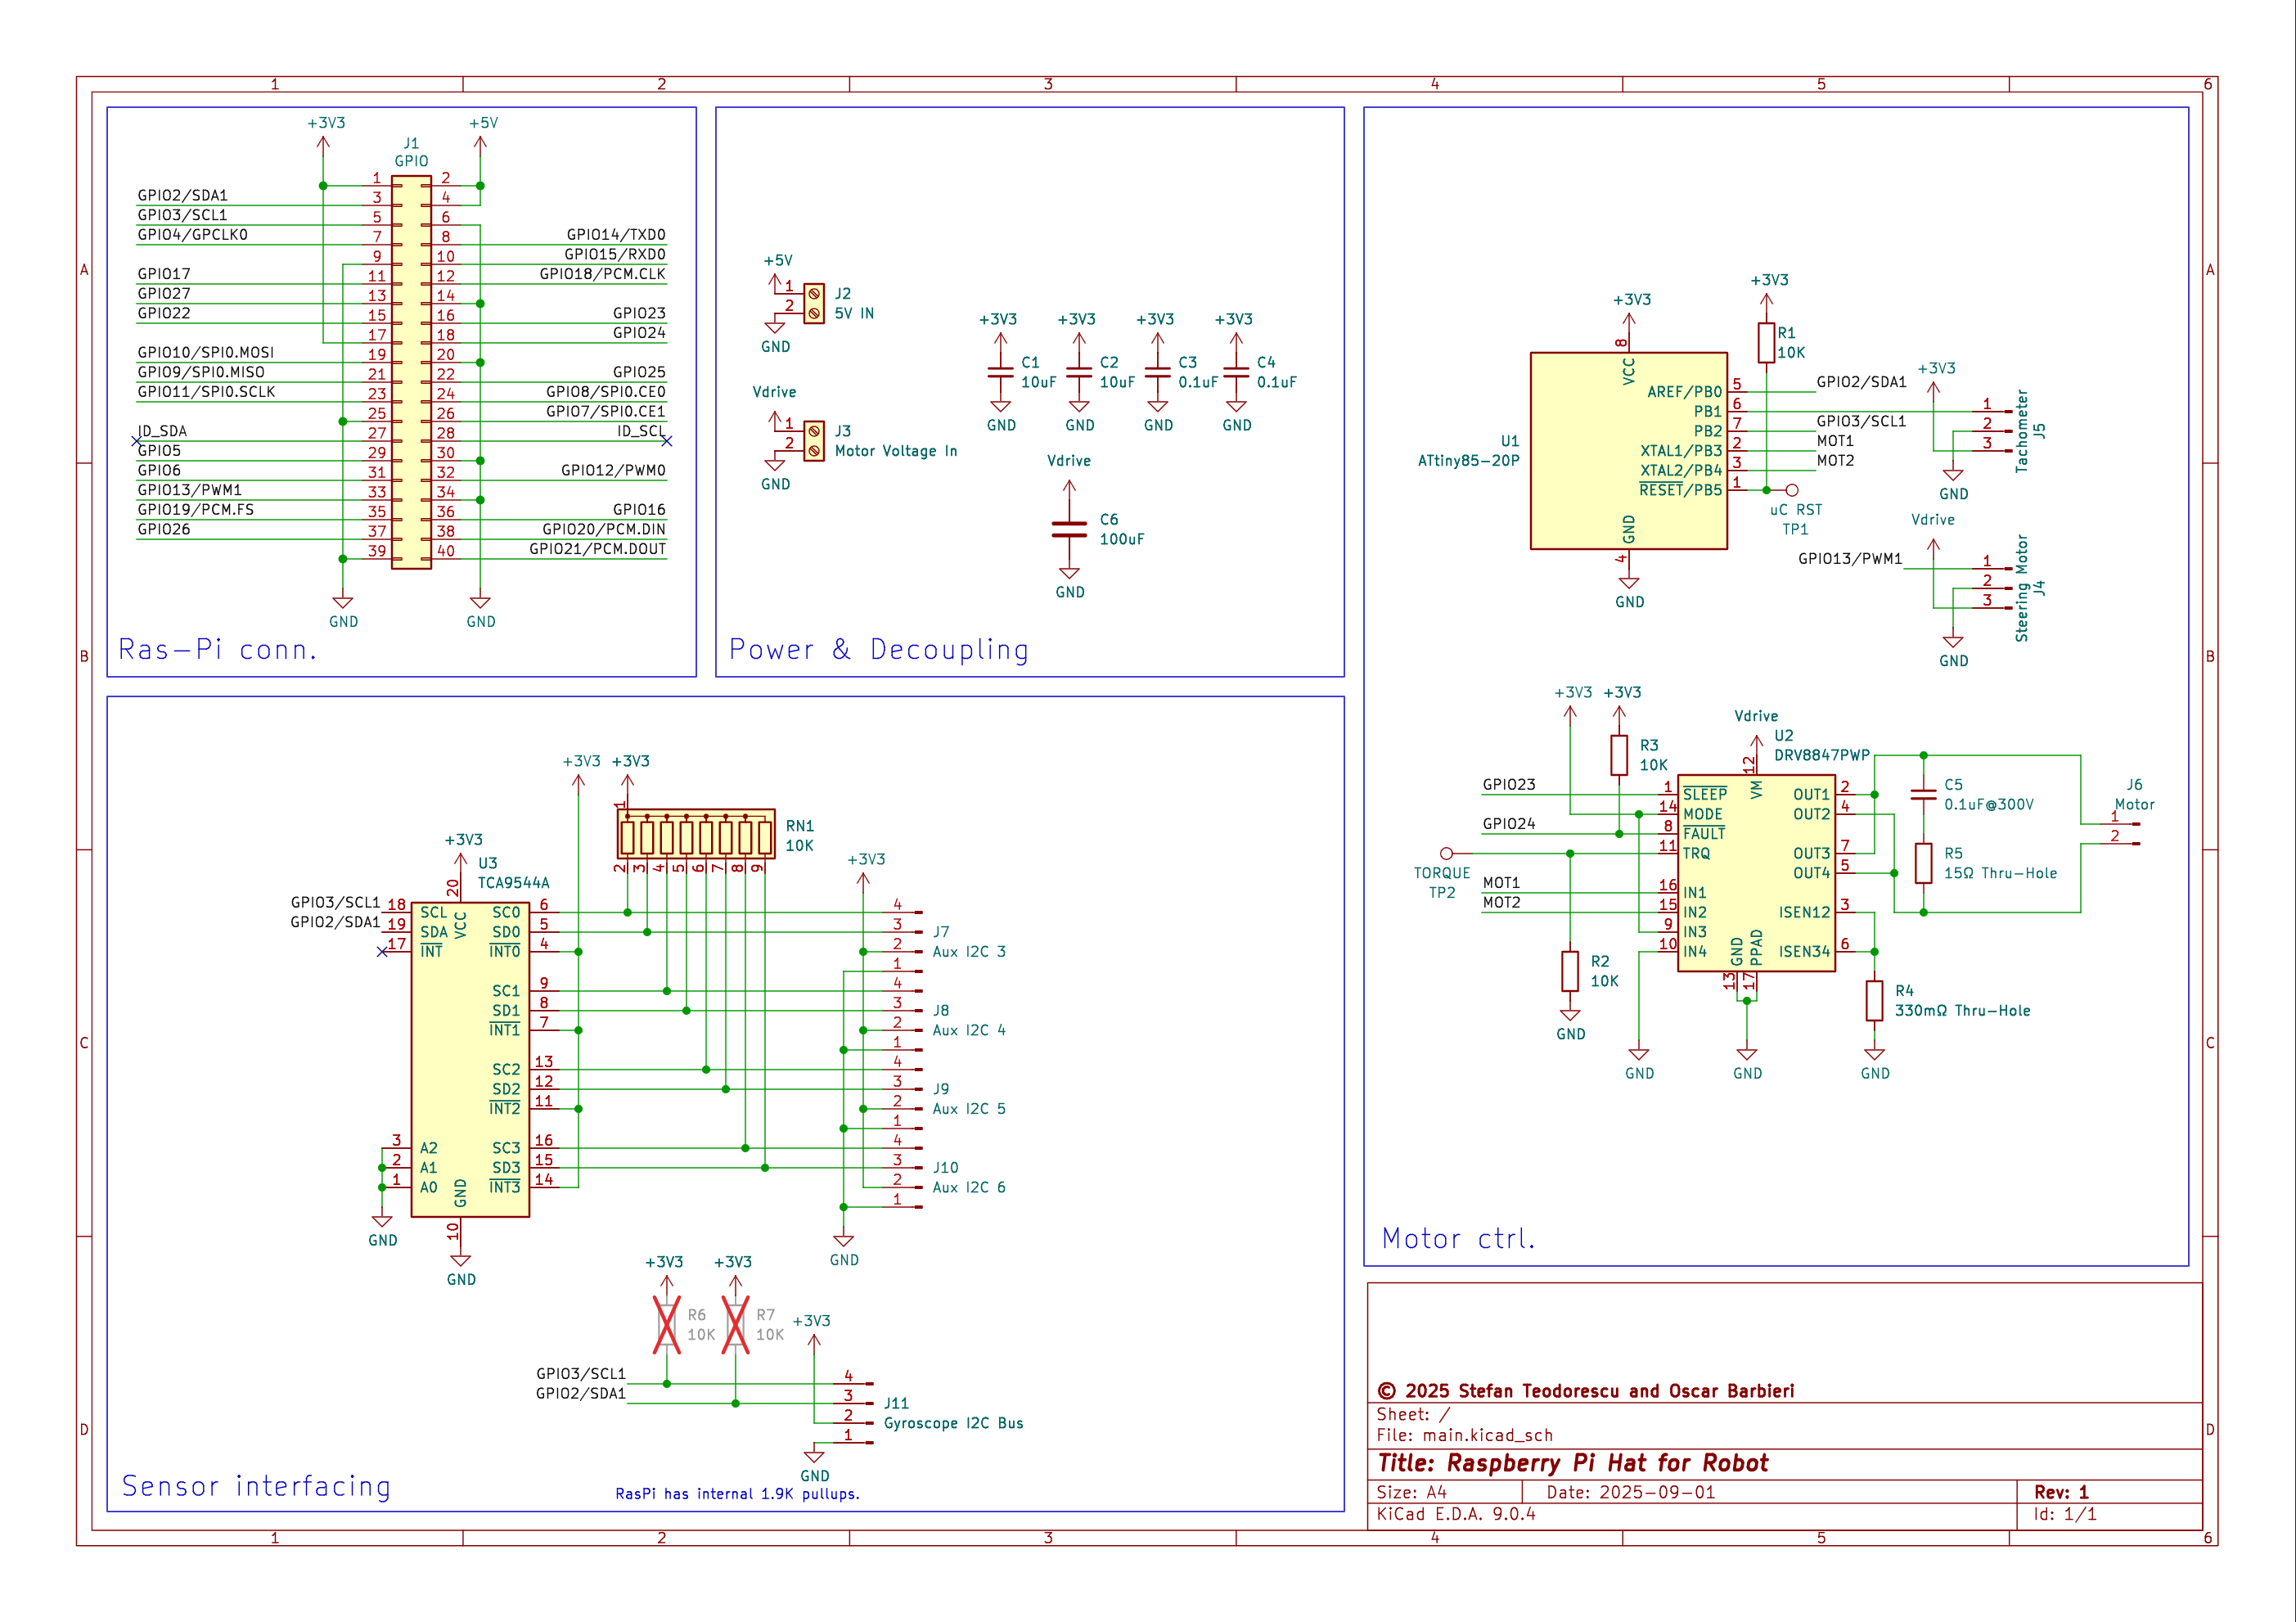 1 2 3 4 5 6
A
B
C
D
+3V3
+5V
J1
GPIO
1 2
GPIO2/SDA1 3 4
GPIO3/SCL1 5 6
GPIO4/GPCLK0 7 8 GPIO14/TXD0
9 10 GPIO15/RXD0
GPIO17 11 12 GPIO18/PCM.CLK
GPIO27 13 14
GPIO22 15 16 GPIO23
17 18 GPIO24
GPIO10/SPI0.MOSI 19 20
GPIO9/SPI0.MISO 21 22 GPIO25
GPIO11/SPI0.SCLK 23 24 GPIO8/SPI0.CE0
25 26 GPIO7/SPI0.CE1
ID_SDA 27 28 ID_SCL
GPIO5 29 30
GPIO6 31 32 GPIO12/PWM0
GPIO13/PWM1 33 34
GPIO19/PCM.FS 35 36 GPIO16
GPIO26 37 38 GPIO20/PCM.DIN
39 40 GPIO21/PCM.DOUT
GND GND
Ras-Pi conn.
+5V
1 J2
2 5V IN
GND
Vdrive
1 J3
2 Motor Voltage In
GND
+3V3 +3V3 +3V3 +3V3
C1 C2 C3 C4
10uF 10uF 0.1uF 0.1uF
GND GND GND GND
Vdrive
C6
100uF
GND
Power & Decoupling
+3V3
+3V3
R1
10K
U1
ATtiny85-20P
8
VCC
AREF/PB0 5 GPIO2/SDA1
PB1 6
PB2 7 GPIO3/SCL1
XTAL1/PB3 2 MOT1
XTAL2/PB4 3 MOT2
RESET/PB5 1
uC RST
TP1
GND
4
GND
+3V3
1
2
3
Tachometer
J5
GND
Vdrive
GPIO13/PWM1
1
2
3
Steering Motor
J4
GND
+3V3 +3V3
R3
10K
Vdrive
U2
DRV8847PWP
12
VM
GPIO23 1 SLEEP
14 MODE
GPIO24 8 FAULT
11 TRQ
TORQUE
TP2
MOT1 16 IN1
MOT2 15 IN2
9 IN3
10 IN4
OUT1 2
OUT2 4
OUT3 7
OUT4 5
ISEN12 3
ISEN34 6
GND PPAD
13 17
R2
10K
GND
GND
GND
C5
0.1uF@300V
R5
15Ω Thru-Hole
R4
330mΩ Thru-Hole
GND
J6
Motor
1
2
Motor ctrl.
+3V3 +3V3
1
RN1
10K
2 3 4 5 6 7 8 9
+3V3
U3
TCA9544A
20
VCC
GPIO3/SCL1 18 SCL
GPIO2/SDA1 19 SDA
17 INT
3 A2
2 A1
1 A0
GND
GND
10
GND
SC0 6
SD0 5
INT0 4
SC1 9
SD1 8
INT1 7
SC2 13
SD2 12
INT2 11
SC3 16
SD3 15
INT3 14
+3V3
4
3 J7
2 Aux I2C 3
1
4
3 J8
2 Aux I2C 4
1
4
3 J9
2 Aux I2C 5
1
4
3 J10
2 Aux I2C 6
1
GND
+3V3 +3V3
R6 R7
10K 10K
+3V3
GPIO3/SCL1 4
GPIO2/SDA1 3 J11
2 Gyroscope I2C Bus
1
GND
RasPi has internal 1.9K pullups.
Sensor interfacing
© 2025 Stefan Teodorescu and Oscar Barbieri
Sheet: /
File: main.kicad_sch
Title: Raspberry Pi Hat for Robot
Size: A4 Date: 2025-09-01 Rev: 1
KiCad E.D.A. 9.0.4 Id: 1/1
A
B
C
D
1 2 3 4 5 6